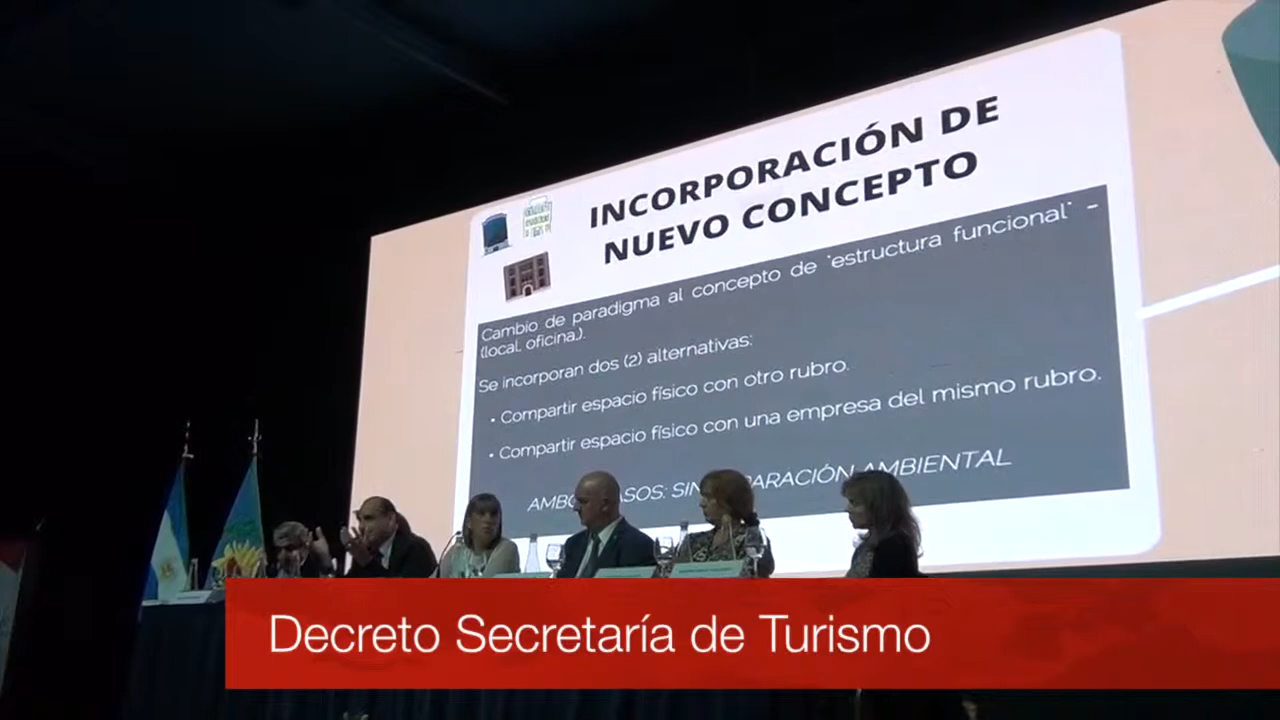 INCORPORACIÓN DE
NUEVO CONCEPTO
Cambio de paradigma al concepto de "estructura funcional" -
(local, oficina,).
Se incorporan dos (2) alternativas:
• Compartir espacio físico con otro rubro.
• Compartir espacio físico con una empresa del mismo rubro.
AMBOS CASOS: SIN SEPARACIÓN AMBIENTAL
Decreto Secretaría de Turismo